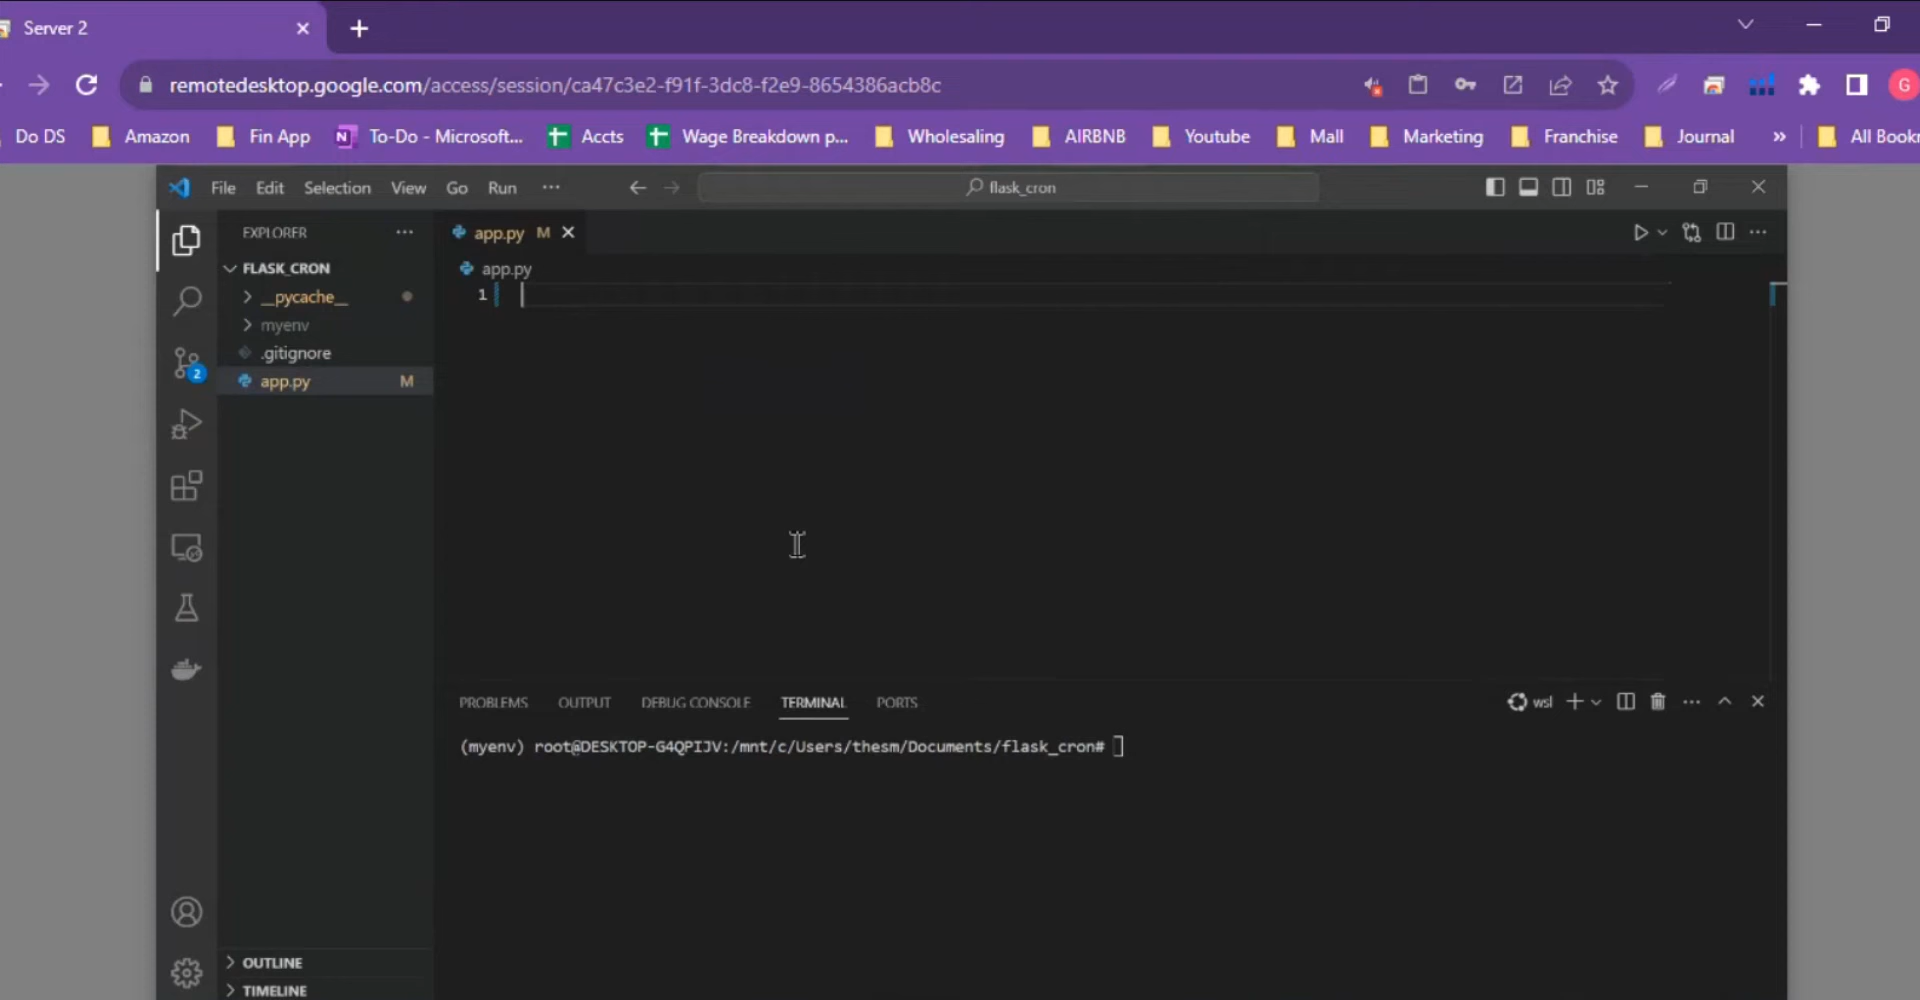 Server 2
remotedesktop.google.com/access/session/ca47c3e2-f91f-3dc8-f2e9-8654386acb8c
G
Do DS Amazon Fin App To-Do - Microsoft... Accts Wage Breakdown p... Wholesaling AIRBNB Youtube Mall Marketing Franchise Journal » All Bookr
File Edit Selection View Go Run ··· flask_cron
EXPLORER ···
app.py M
FLASK_CRON
app.py
__pycache__
1
myenv
.gitignore
2
app.py M
PROBLEMS OUTPUT DEBUG CONSOLE TERMINAL PORTS
wsl
(myenv) root@DESKTOP-G4QPIJV:/mnt/c/Users/thesm/Documents/flask_cron#
OUTLINE
TIMELINE